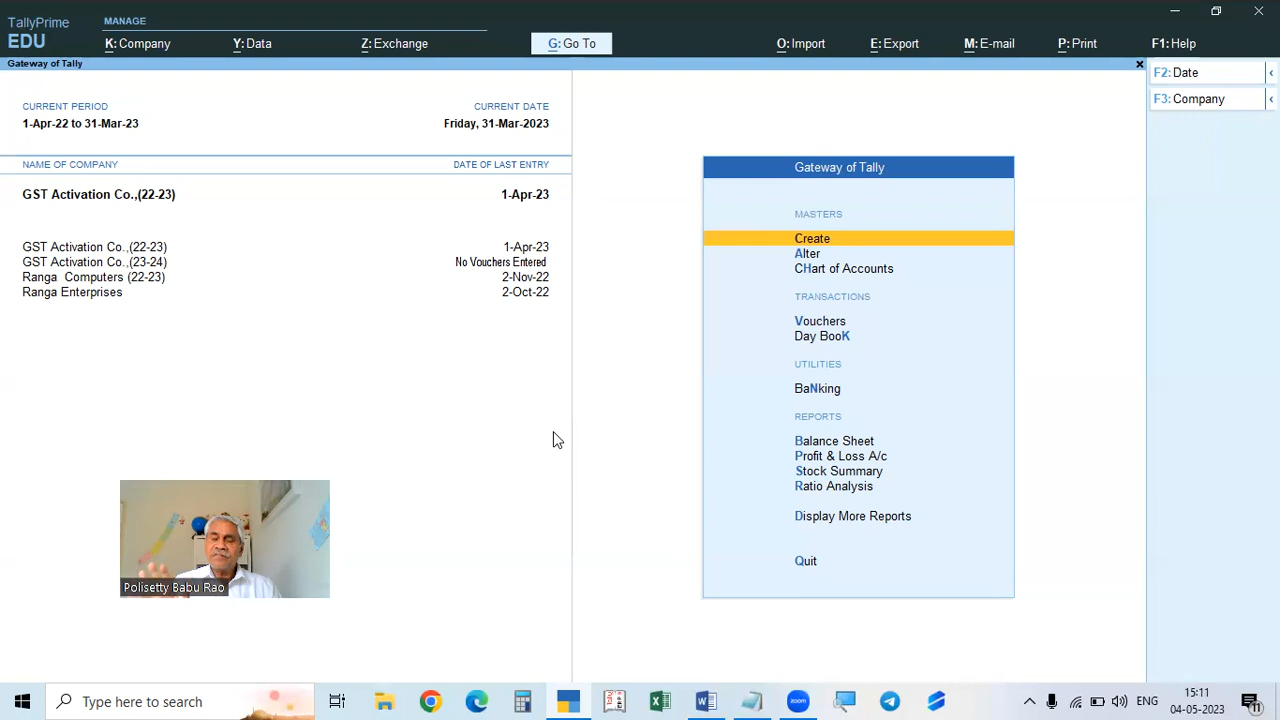 TallyPrime
EDU
MANAGE
K: Company
Y: Data
Z: Exchange
G: Go To
O: Import
E: Export
M: E-mail
P: Print
F1: Help
Gateway of Tally
F2: Date
F3: Company
CURRENT PERIOD
CURRENT DATE
1-Apr-22 to 31-Mar-23
Friday, 31-Mar-2023
NAME OF COMPANY
DATE OF LAST ENTRY
GST Activation Co.,(22-23)
1-Apr-23
GST Activation Co.,(22-23)
1-Apr-23
GST Activation Co.,(23-24)
No Vouchers Entered
Ranga Computers (22-23)
2-Nov-22
Ranga Enterprises
2-Oct-22
Gateway of Tally
MASTERS
Create
Alter
CHart of Accounts
TRANSACTIONS
Vouchers
Day BooK
UTILITIES
BaNking
REPORTS
Balance Sheet
Profit & Loss A/c
Stock Summary
Ratio Analysis
Display More Reports
Quit
Polisetty Babu Rao
Type here to search
zoom
ENG
15:11
04-05-2023